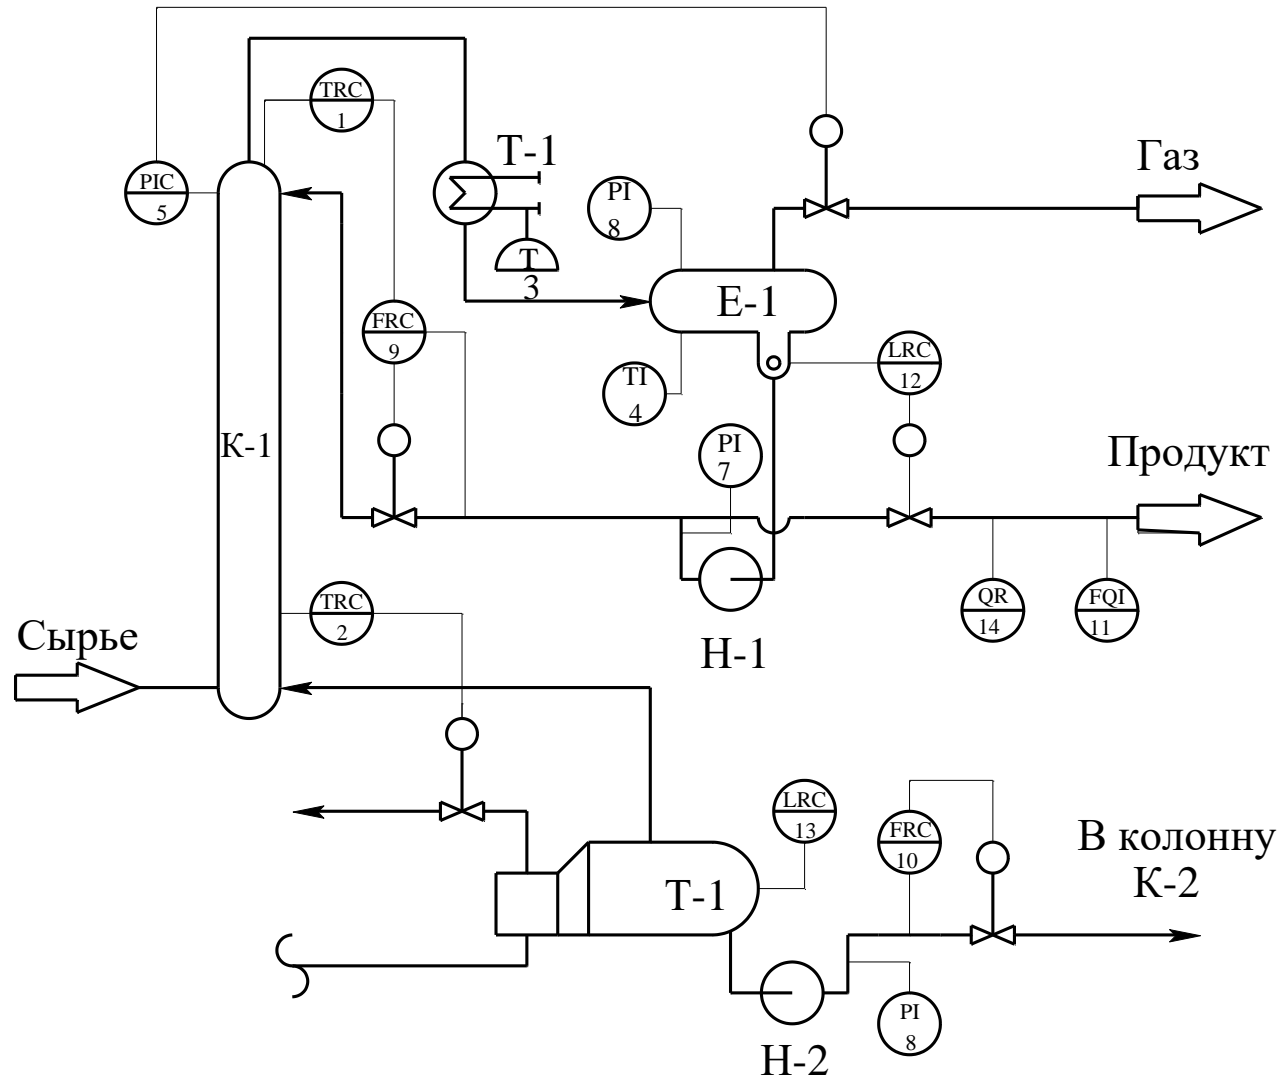 TRC
1
Т-1
Газ
PIC
5
PI
8
T
3
E-1
FRC
9
LRC
12
TI
4
К-1
PI
7
Продукт
TRC
2
QR
14
FQI
11
Сырье
Н-1
LRC
13
FRC
10
В колонну
К-2
Т-1
PI
8
Н-2